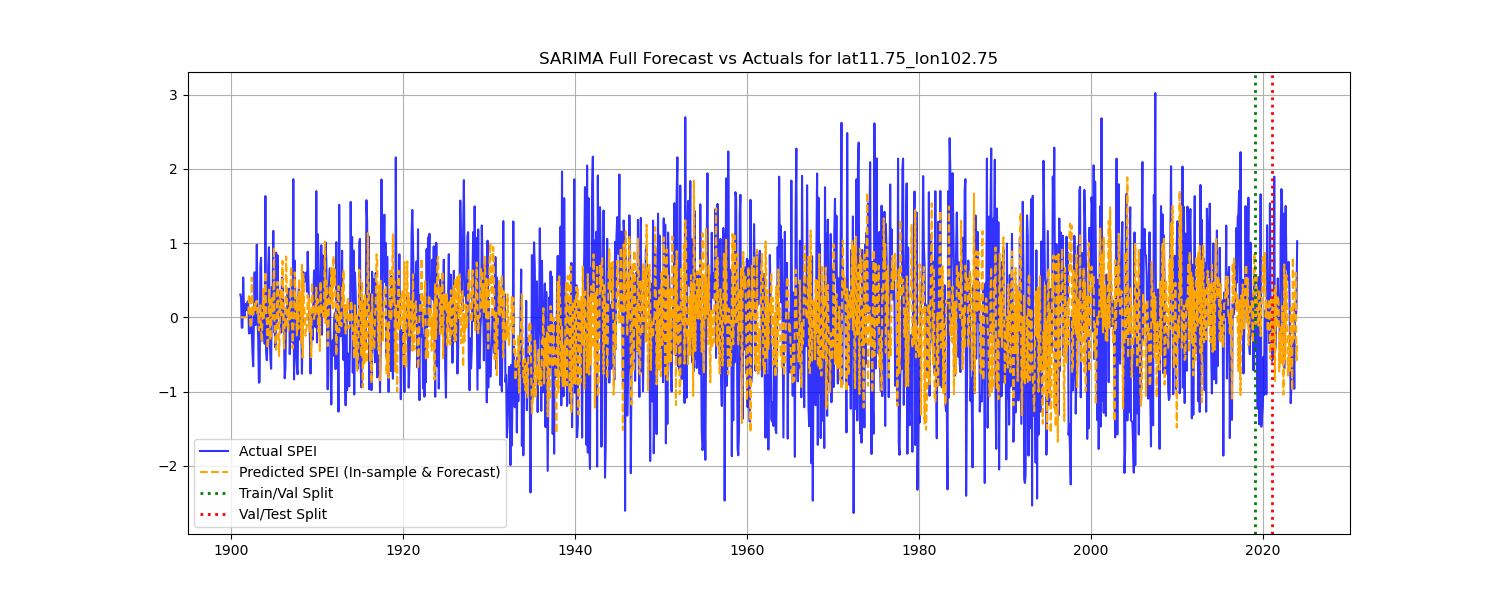 SARIMA Full Forecast vs Actuals for lat11.75_lon102.75
3
2
1
0
−1
−2
Actual SPEI
Predicted SPEI (In-sample & Forecast)
Train/Val Split
Val/Test Split
1900 1920 1940 1960 1980 2000 2020